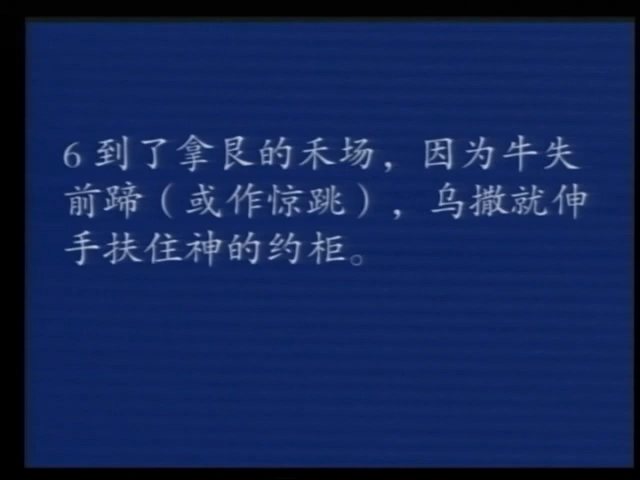 6 到了拿艮的禾场，因为牛失
前蹄（或作惊跳），乌撒就伸
手扶住神的约柜。